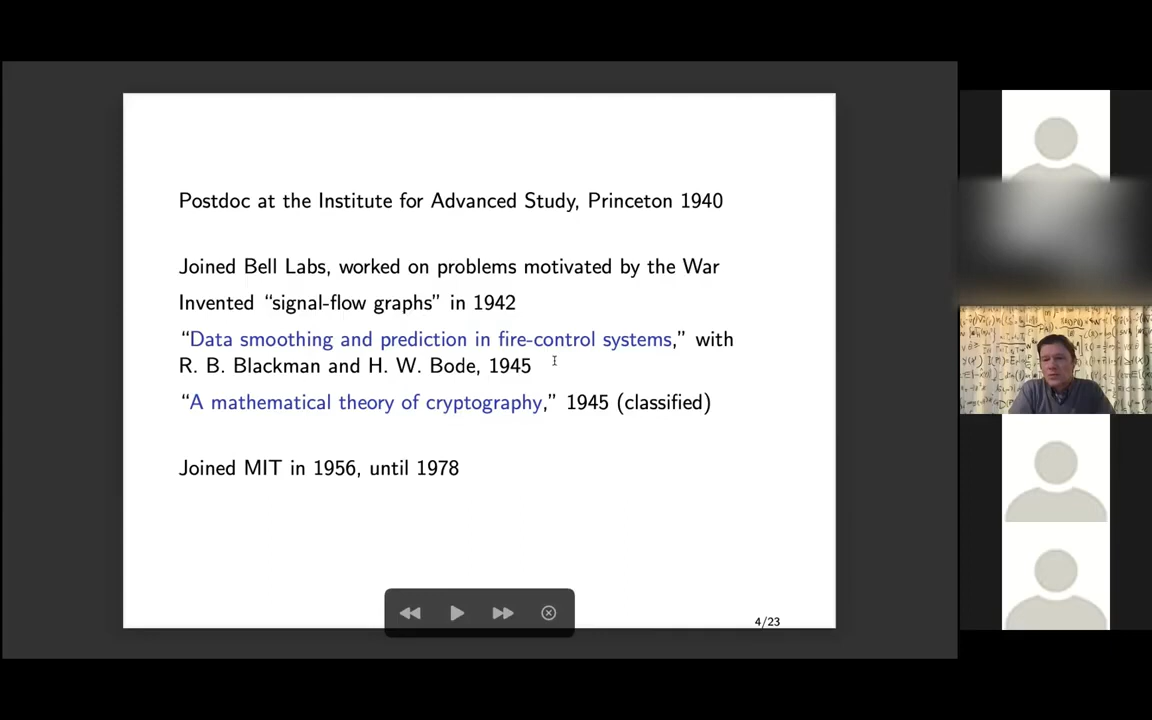 Postdoc at the Institute for Advanced Study, Princeton 1940
Joined Bell Labs, worked on problems motivated by the War
Invented “signal-flow graphs” in 1942
“Data smoothing and prediction in fire-control systems,” with
R. B. Blackman and H. W. Bode, 1945
“A mathematical theory of cryptography,” 1945 (classified)
Joined MIT in 1956, until 1978
4/23